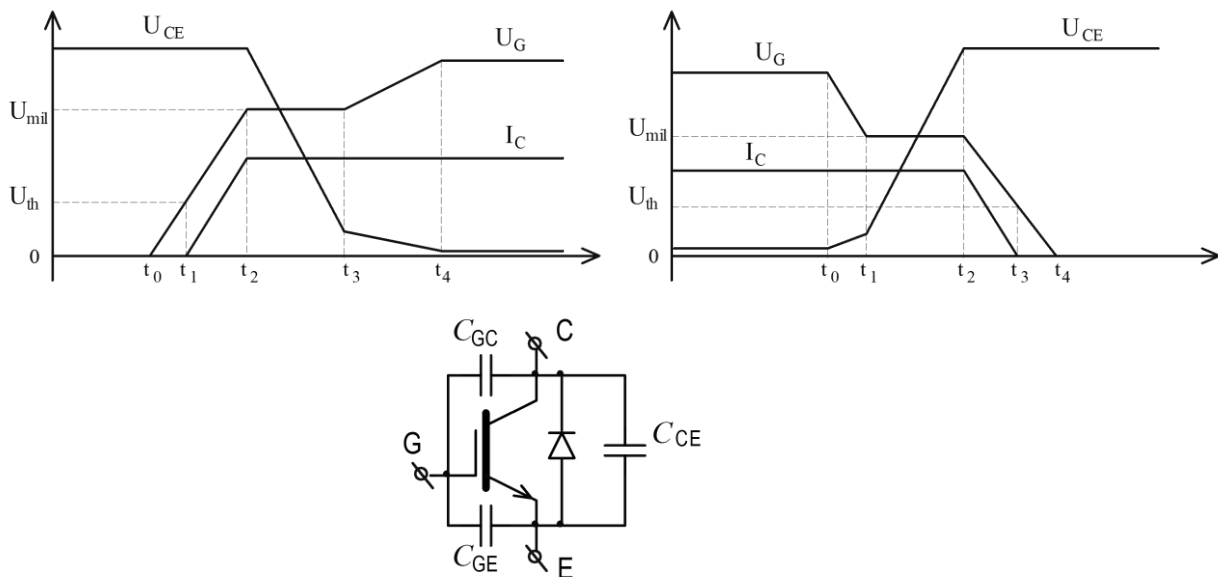 U_CE
U_G
U_mil
I_C
U_th
0
t_0 t_1 t_2 t_3 t_4
U_CE
U_G
U_mil
I_C
U_th
0
t_0 t_1 t_2 t_3 t_4
C_GC
C
G
C_CE
C_GE
E